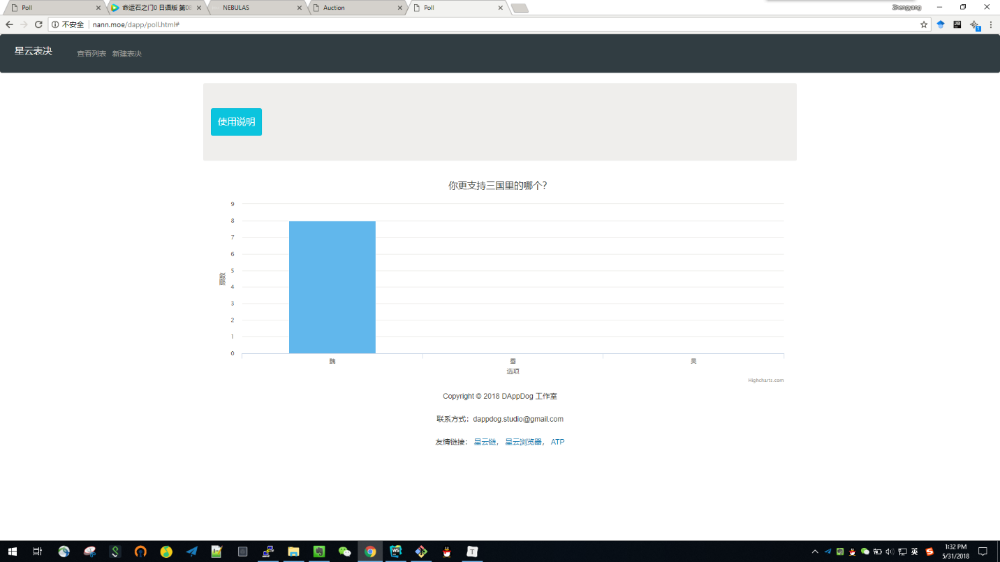 Poll
命运石之门0 日语版 第08
NEBULAS
Auction
Poll
Zhengyang
不安全
nann.moe/dapp/poll.html#
JB
1
星云表决
查看列表
新建表决
使用说明
你更支持三国里的哪个?
9
8
7
6
5
4
3
2
1
0
票数
魏
蜀
吴
选项
Highcharts.com
Copyright © 2018 DAppDog 工作室
联系方式：dappdog.studio@gmail.com
友情链接： 星云链， 星云浏览器， ATP
WS
T
英
S
1:32 PM
5/31/2018